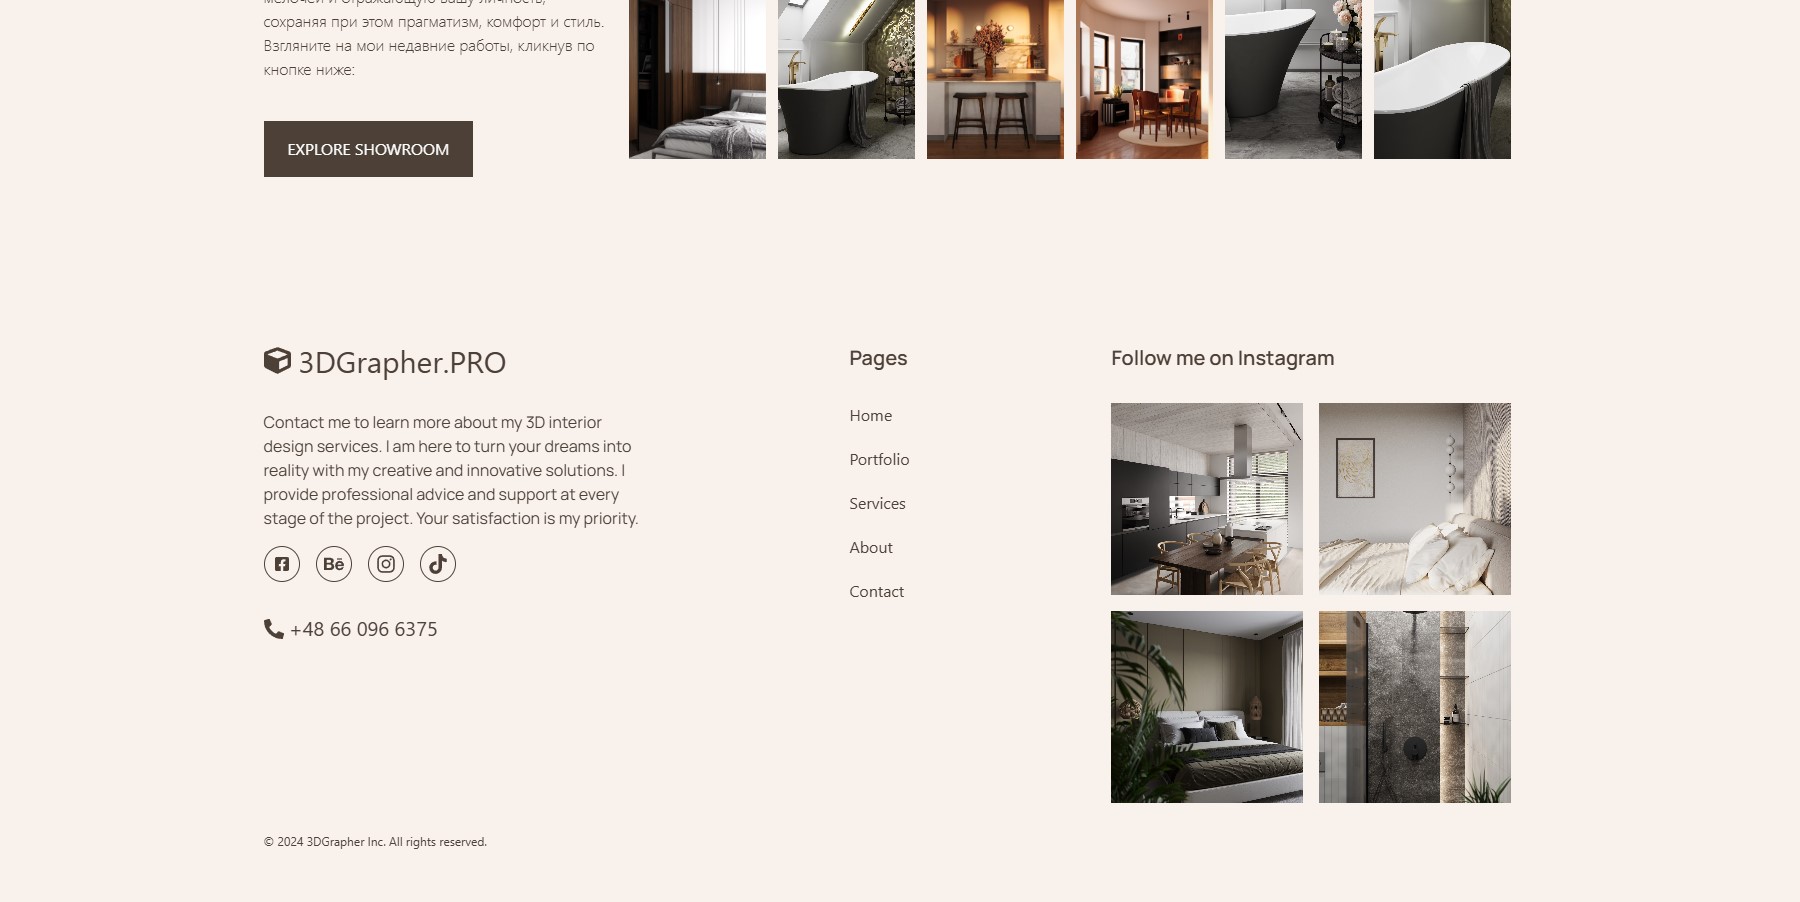 мелочей и отражающую вашу личность,
сохраняя при этом прагматизм, комфорт и стиль.
Взгляните на мои недавние работы, кликнув по
кнопке ниже:
EXPLORE SHOWROOM
3DGrapher.PRO
Contact me to learn more about my 3D interior
design services. I am here to turn your dreams into
reality with my creative and innovative solutions. I
provide professional advice and support at every
stage of the project. Your satisfaction is my priority.
Bē
+48 66 096 6375
Pages
Home
Portfolio
Services
About
Contact
Follow me on Instagram
© 2024 3DGrapher Inc. All rights reserved.